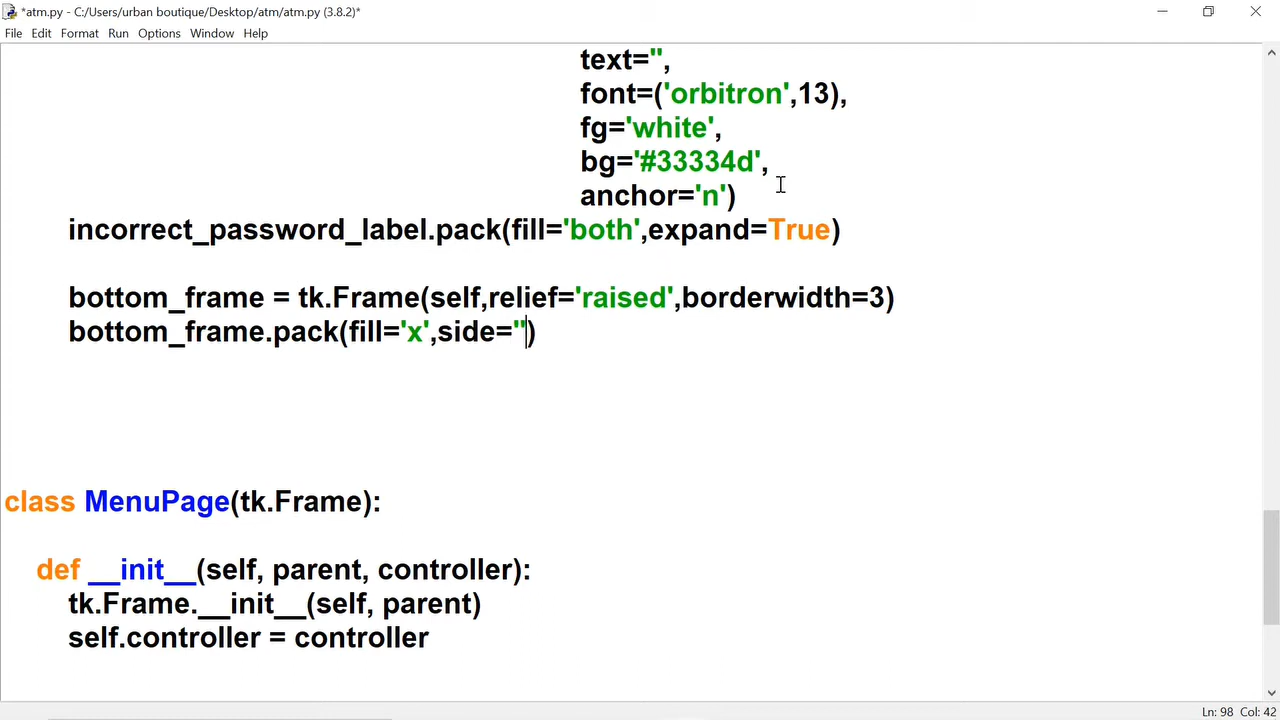 *atm.py - C:/Users/urban boutique/Desktop/atm/atm.py (3.8.2)*
File Edit Format Run Options Window Help
text='',
font=('orbitron',13),
fg='white',
bg='#33334d',
anchor='n')
incorrect_password_label.pack(fill='both',expand=True)
bottom_frame = tk.Frame(self,relief='raised',borderwidth=3)
bottom_frame.pack(fill='x',side='')
class MenuPage(tk.Frame):
def __init__(self, parent, controller):
tk.Frame.__init__(self, parent)
self.controller = controller
Ln: 98 Col: 42